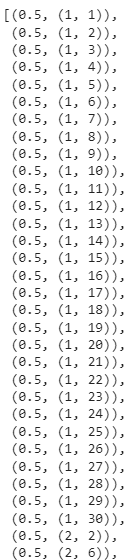 [(0.5, (1, 1)),
(0.5, (1, 2)),
(0.5, (1, 3)),
(0.5, (1, 4)),
(0.5, (1, 5)),
(0.5, (1, 6)),
(0.5, (1, 7)),
(0.5, (1, 8)),
(0.5, (1, 9)),
(0.5, (1, 10)),
(0.5, (1, 11)),
(0.5, (1, 12)),
(0.5, (1, 13)),
(0.5, (1, 14)),
(0.5, (1, 15)),
(0.5, (1, 16)),
(0.5, (1, 17)),
(0.5, (1, 18)),
(0.5, (1, 19)),
(0.5, (1, 20)),
(0.5, (1, 21)),
(0.5, (1, 22)),
(0.5, (1, 23)),
(0.5, (1, 24)),
(0.5, (1, 25)),
(0.5, (1, 26)),
(0.5, (1, 27)),
(0.5, (1, 28)),
(0.5, (1, 29)),
(0.5, (1, 30)),
(0.5, (2, 2)),
(0.5, (2, 6)),